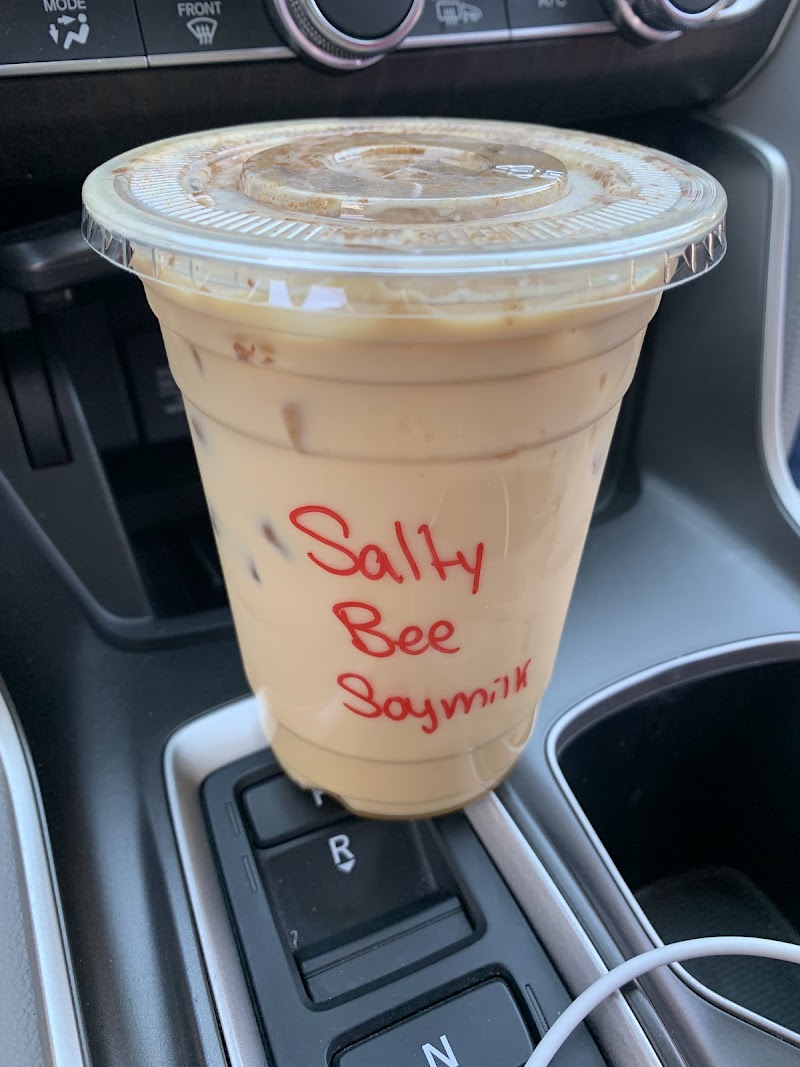 MODE
FRONT
A/C
Salty
Bee
Soymilk
R
N